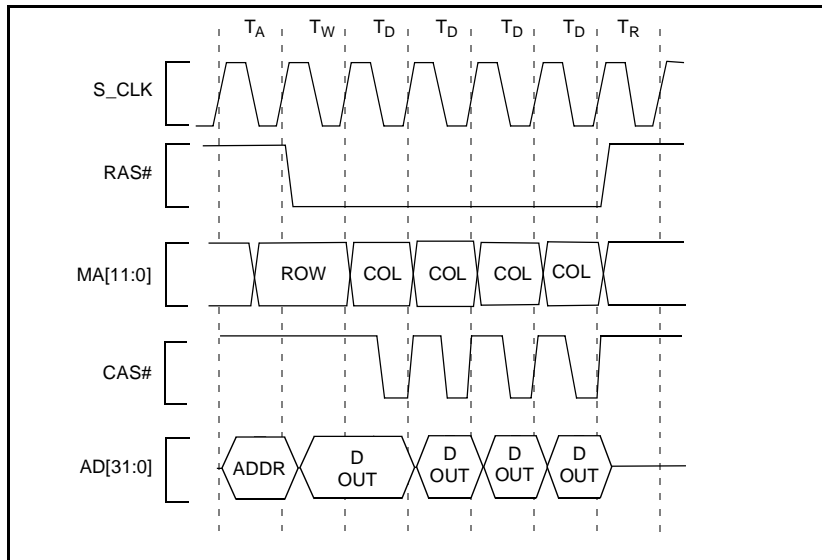 TA TW TD TD TD TD TR
S_CLK
RAS#
MA[11:0] ROW COL COL COL COL
CAS#
AD[31:0] ADDR D OUT D OUT D OUT D OUT